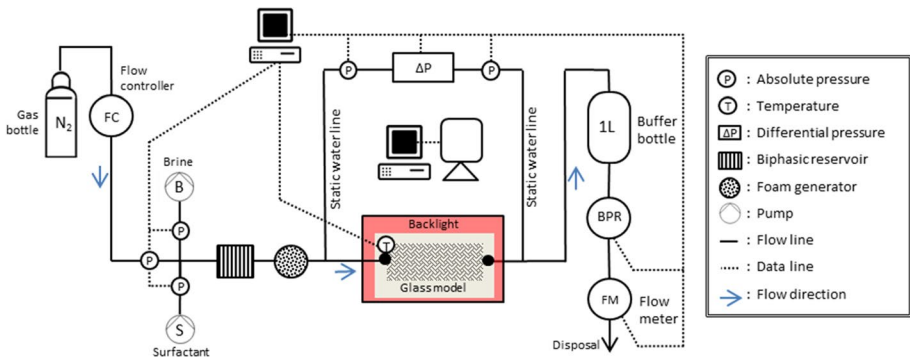 Gas
bottle
N2
Flow
controller
FC
Brine
B
P
P
P
S
Surfactant
Static water line
P
ΔP
P
Static water line
Backlight
T
Glass model
1L
Buffer
bottle
BPR
FM
Flow
meter
Disposal
P : Absolute pressure
T : Temperature
ΔP : Differential pressure
: Biphasic reservoir
: Foam generator
: Pump
: Flow line
: Data line
: Flow direction